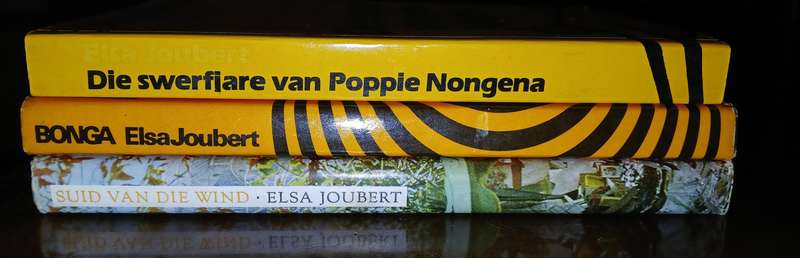 Elsa Joubert
Die swerfjare van Poppie Nongena
BONGA Elsa Joubert
SUID VAN DIE WIND · ELSA JOUBERT